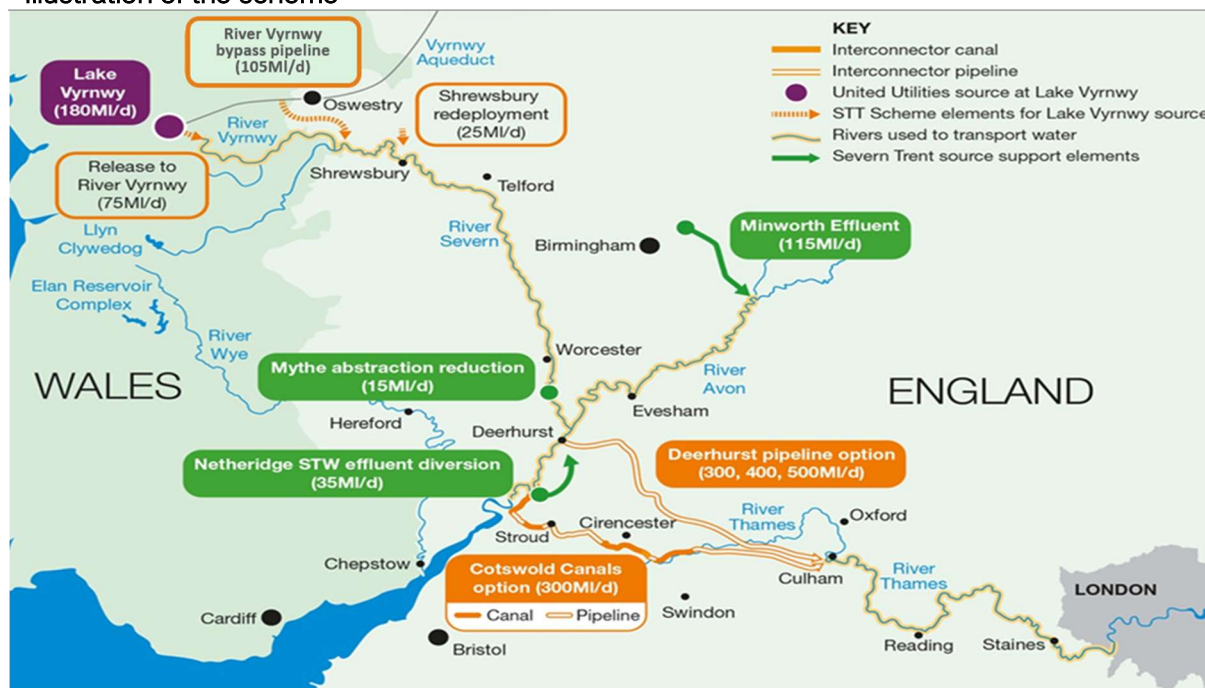 illustration of the scheme
KEY
Interconnector canal
Interconnector pipeline
United Utilities source at Lake Vyrnwy
STT Scheme elements for Lake Vyrnwy source
Rivers used to transport water
Severn Trent source support elements
River Vyrnwy
bypass pipeline
(105Ml/d)
Vyrnwy
Aqueduct
Lake
Vyrnwy
(180Ml/d)
Oswestry
Shrewsbury
redeployment
(25Ml/d)
River
Vyrnwy
Release to
River Vyrnwy
(75Ml/d)
Shrewsbury
Telford
Llyn
Clywedog
River
Severn
Birmingham
Minworth Effluent
(115Ml/d)
Elan Reservoir
Complex
River
Wye
Worcester
River
Avon
Mythe abstraction reduction
(15Ml/d)
WALES
ENGLAND
Evesham
Hereford
Deerhurst
Netheridge STW effluent diversion
(35Ml/d)
Deerhurst pipeline option
(300, 400, 500Ml/d)
River
Thames
Oxford
Cirencester
Stroud
Chepstow
Cotswold Canals
option (300Ml/d)
Canal
Pipeline
Culham
River
Thames
LONDON
Swindon
Cardiff
Bristol
Reading
Staines